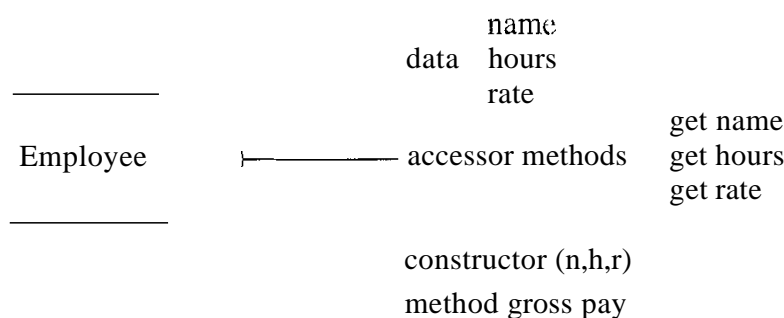 name
data hours
rate
get name
Employee accessor methods get hours
get rate
constructor (n,h,r)
method gross pay